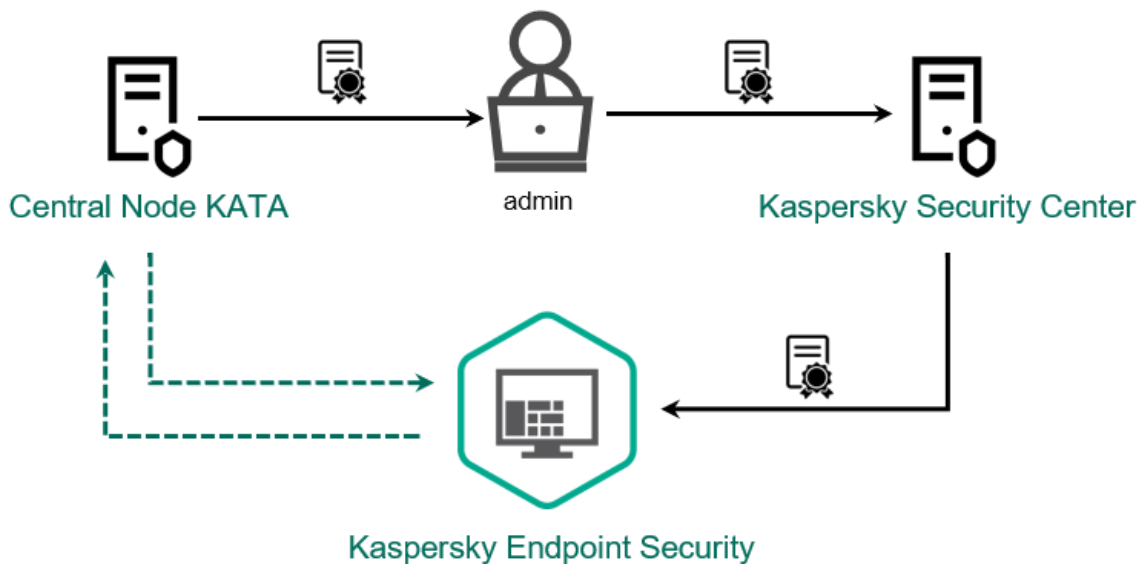 admin
Central Node KATA
Kaspersky Security Center
Kaspersky Endpoint Security